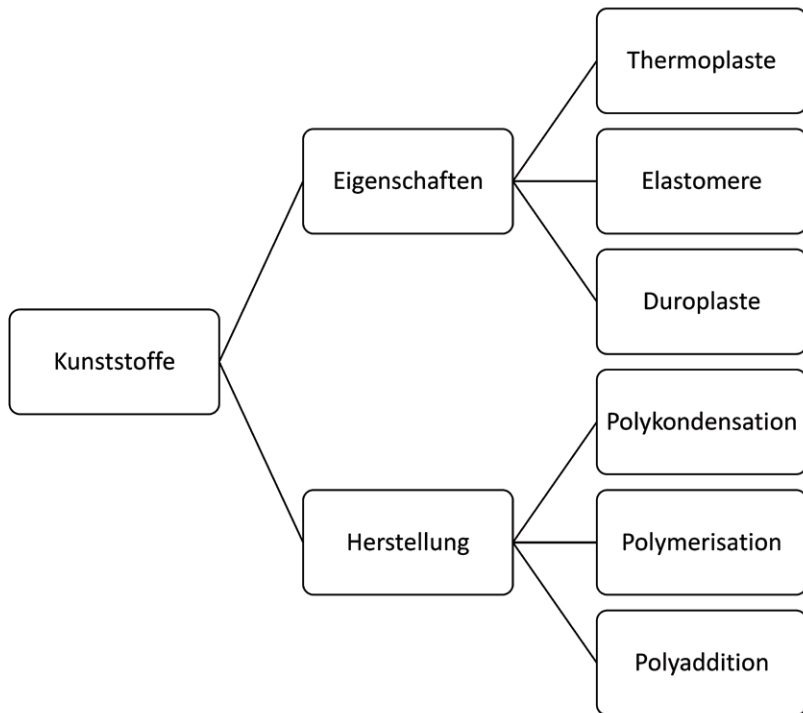 Kunststoffe
Eigenschaften
Thermoplaste
Elastomere
Duroplaste
Herstellung
Polykondensation
Polymerisation
Polyaddition